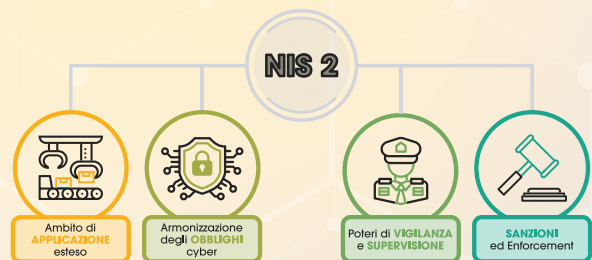 NIS 2
Ambito di
APPLICAZIONE
esteso
Armonizzazione
degli OBBLIGHI
cyber
Poteri di VIGILANZA
e SUPERVISIONE
SANZIONI
ed Enforcement